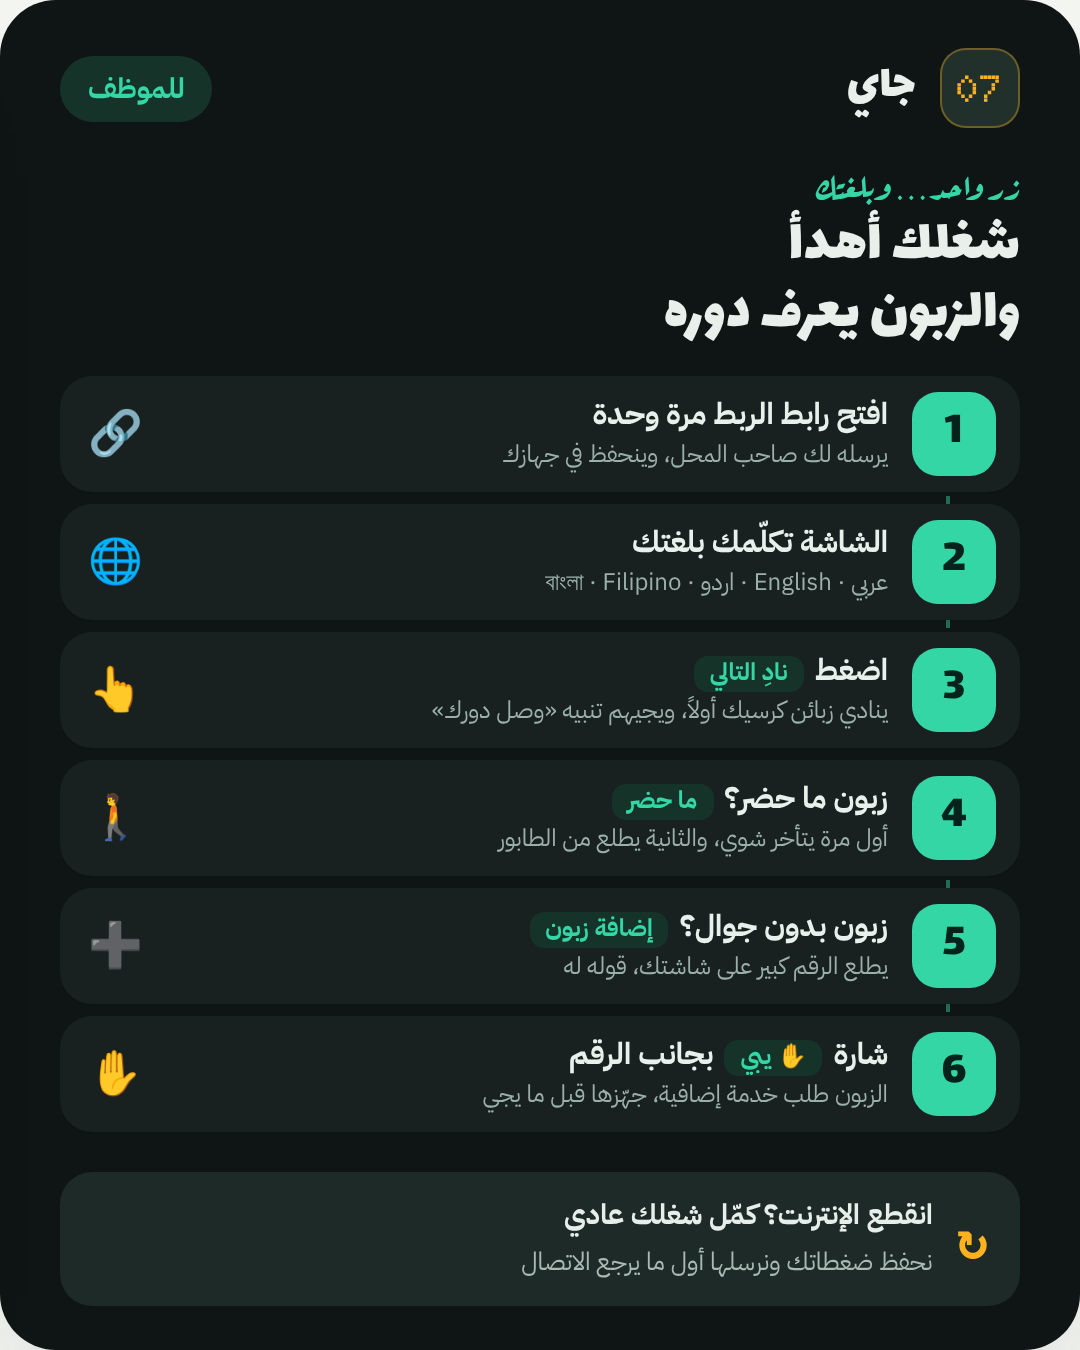 07
جاي
للموظف
زر واحد... وبلغتك
شغلك أهدأ
والزبون يعرف دوره
1
افتح رابط الربط مرة وحدة
يرسله لك صاحب المحل، وينحفظ في جهازك
2
الشاشة تكلّمك بلغتك
عربي · English · اردو · Filipino · বাংলা
3
اضغط نادِ التالي
ينادي زبائن كرسيك أولاً، ويجيهم تنبيه «وصل دورك»
4
زبون ما حضر؟ ما حضر
أول مرة يتأخر شوي، والثانية يطلع من الطابور
5
زبون بدون جوال؟ إضافة زبون
يطلع الرقم كبير على شاشتك، قوله له
6
شارة ✋ يبي بجانب الرقم
الزبون طلب خدمة إضافية، جهّزها قبل ما يجي
انقطع الإنترنت؟ كمّل شغلك عادي
نحفظ ضغطاتك ونرسلها أول ما يرجع الاتصال